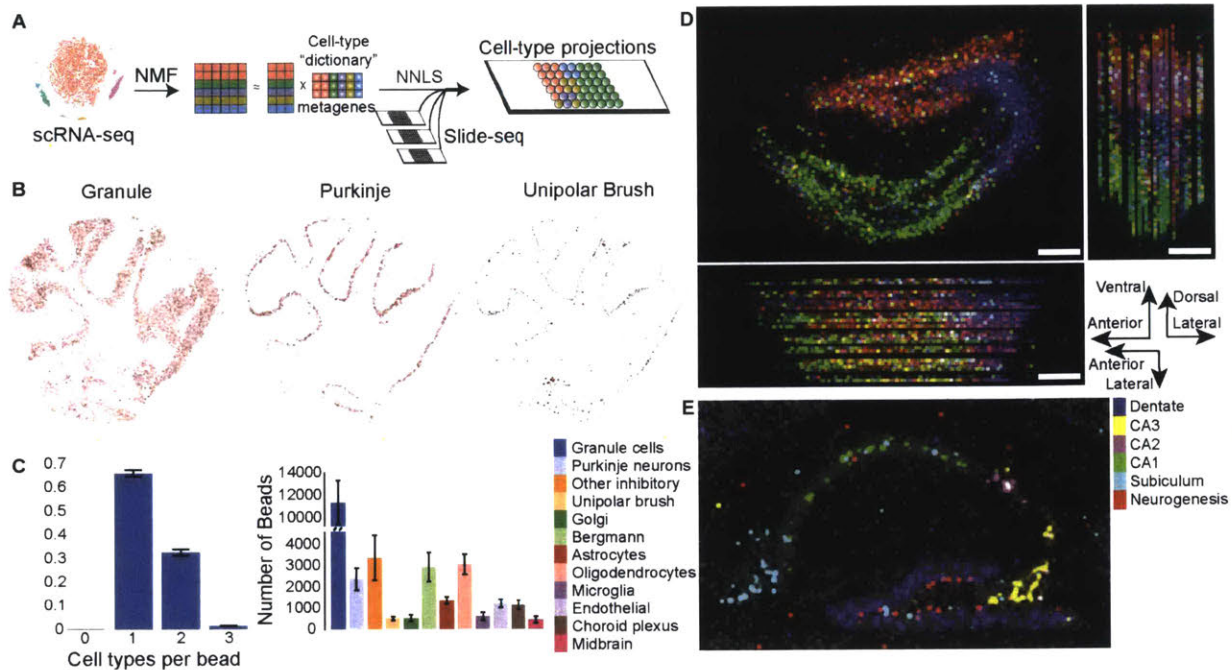 A
scRNA-seq
NMF
≈
x
Cell-type
"dictionary"
metagenes
NNLS
Slide-seq
Cell-type projections
B
Granule
Purkinje
Unipolar Brush
C
0.7
0.6
0.5
0.4
0.3
0.2
0.1
0
0 1 2 3
Cell types per bead
Number of Beads
14000
12000
10000
4000
3000
2000
1000
0
Granule cells
Purkinje neurons
Other inhibitory
Unipolar brush
Golgi
Bergmann
Astrocytes
Oligodendrocytes
Microglia
Endothelial
Choroid plexus
Midbrain
D
Ventral
Anterior
Dorsal
Lateral
Anterior
Lateral
E
Dentate
CA3
CA2
CA1
Subiculum
Neurogenesis